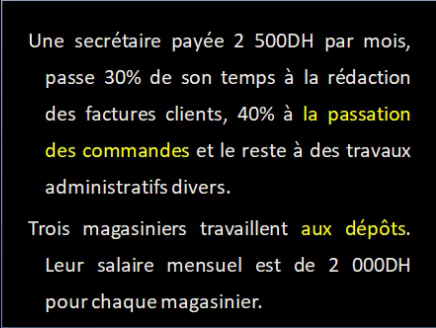 Une secrétaire payée 2 500DH par mois,
passe 30% de son temps à la rédaction
des factures clients, 40% à la passation
des commandes et le reste à des travaux
administratifs divers.
Trois magasiniers travaillent aux dépôts.
Leur salaire mensuel est de 2 000DH
pour chaque magasinier.